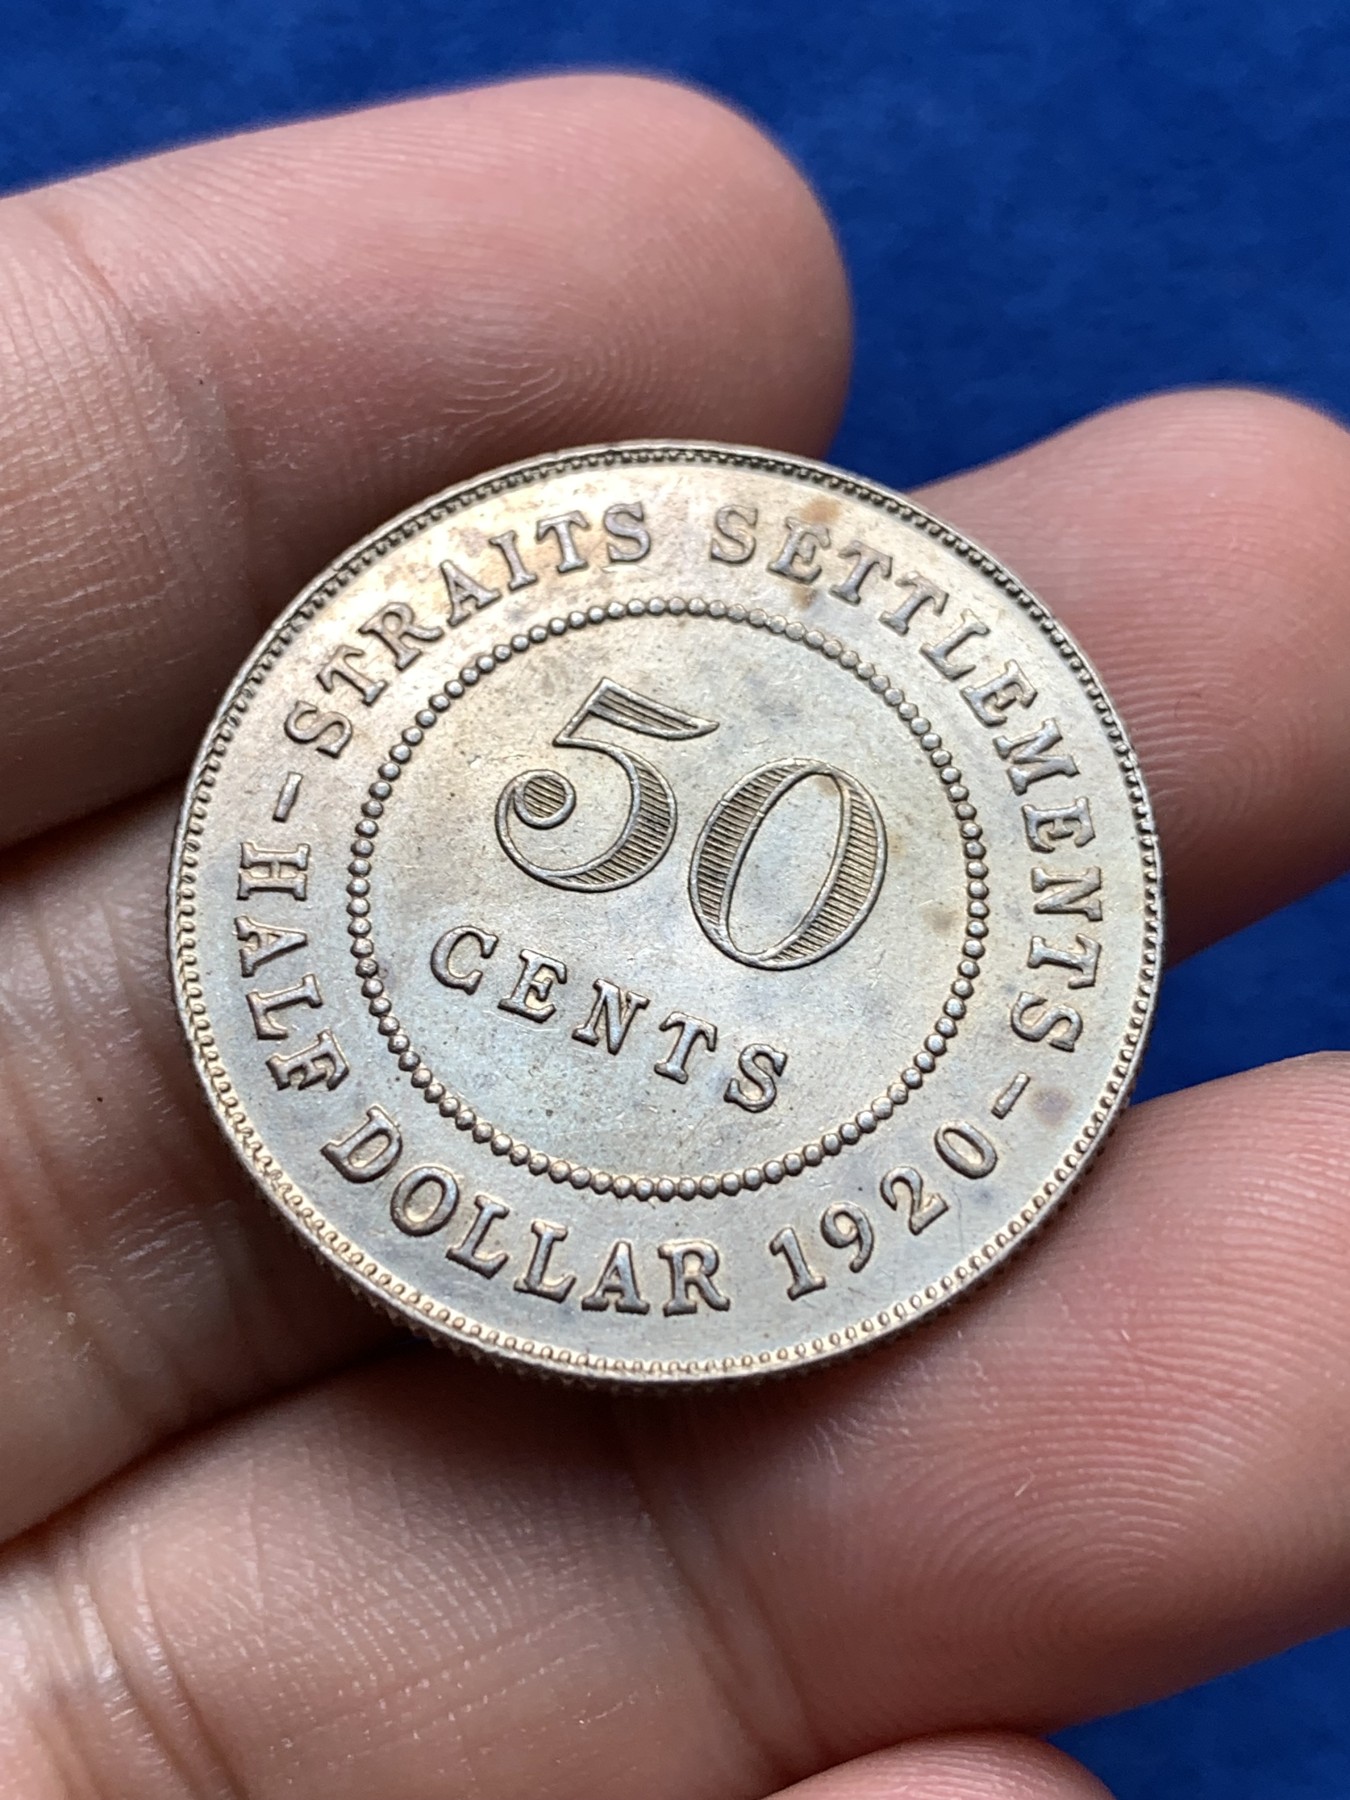 STRAITS SETTLEMENTS
50
CENTS
- HALF DOLLAR 1920 -